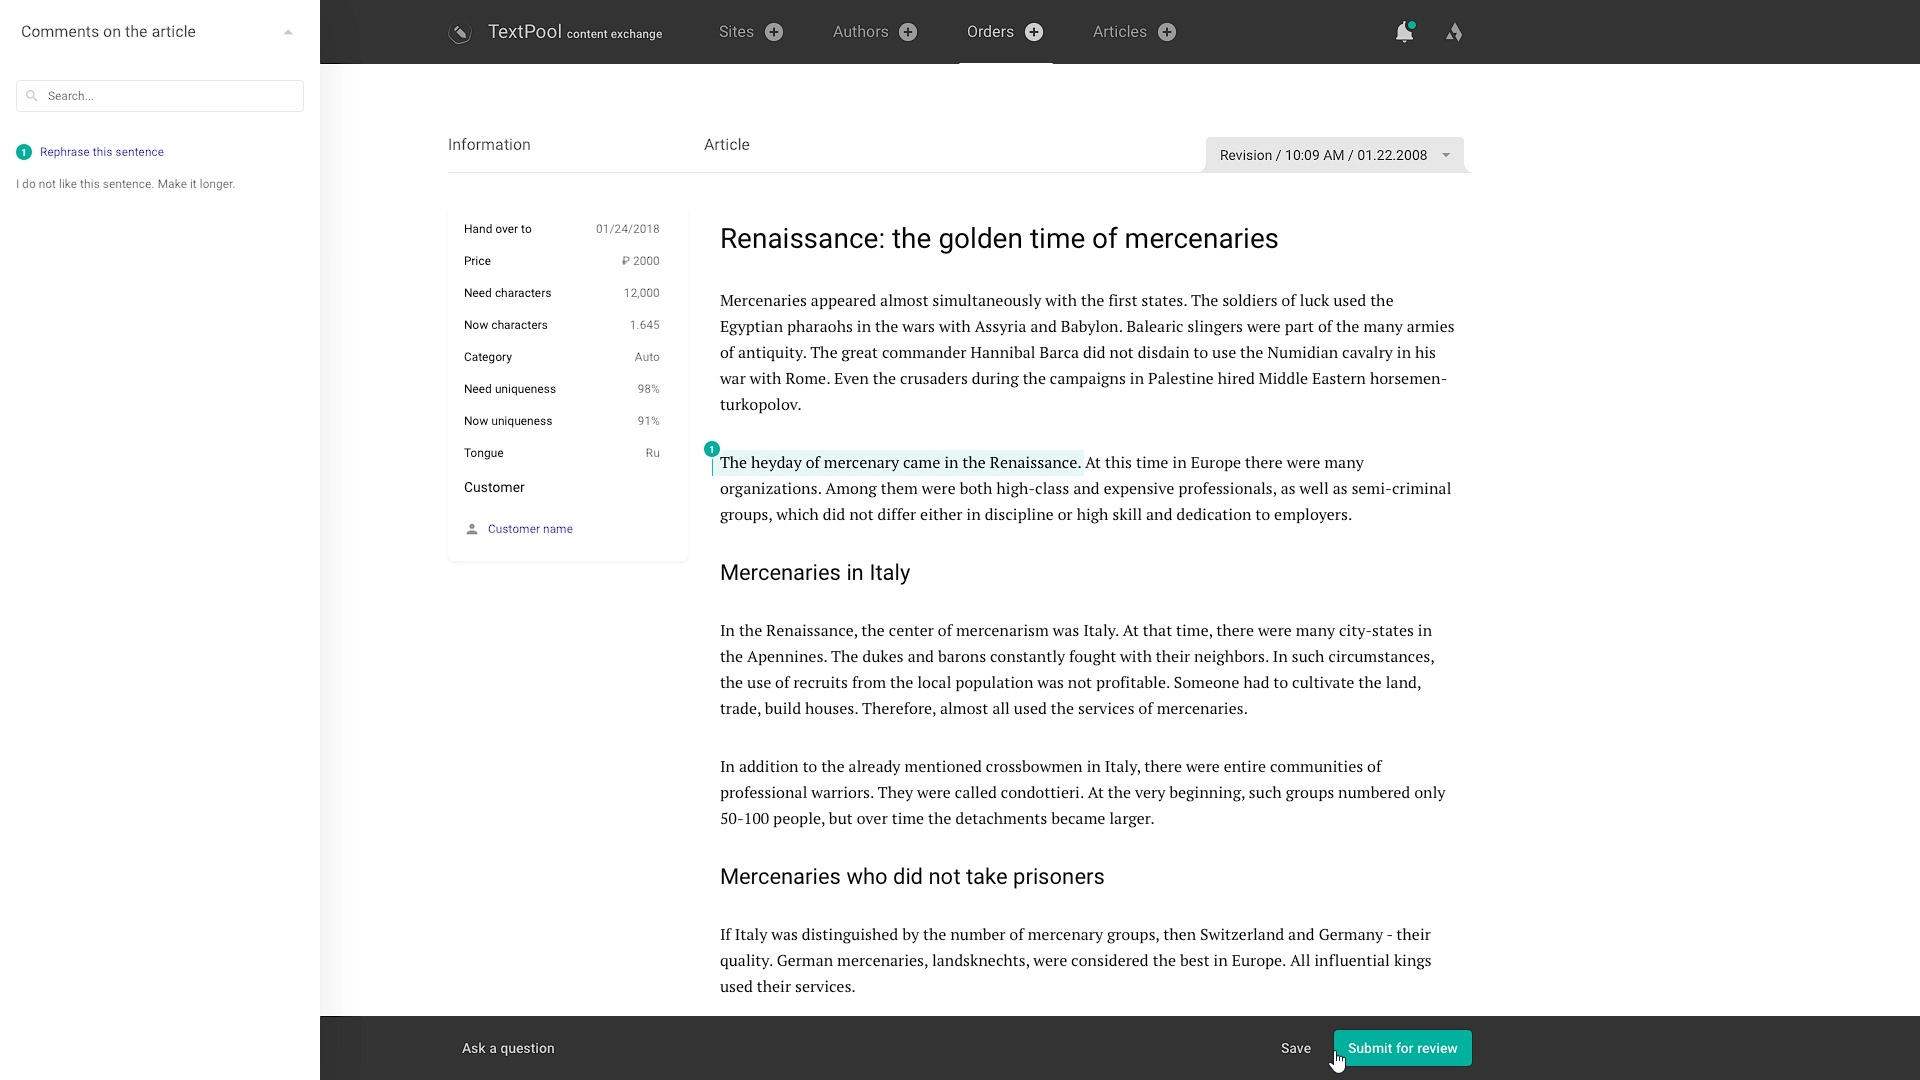 Comments on the article
Search...
1 Rephrase this sentence
I do not like this sentence. Make it longer.
TextPool content exchange
Sites
Authors
Orders
Articles
Information
Article
Revision / 10:09 AM / 01.22.2008
Hand over to 01/24/2018
Price ₽ 2000
Need characters 12,000
Now characters 1.645
Category Auto
Need uniqueness 98%
Now uniqueness 91%
Tongue Ru
Customer
Customer name
Renaissance: the golden time of mercenaries
Mercenaries appeared almost simultaneously with the first states. The soldiers of luck used the
Egyptian pharaohs in the wars with Assyria and Babylon. Balearic slingers were part of the many armies
of antiquity. The great commander Hannibal Barca did not disdain to use the Numidian cavalry in his
war with Rome. Even the crusaders during the campaigns in Palestine hired Middle Eastern horsemen-
turkopolov.
1
The heyday of mercenary came in the Renaissance. At this time in Europe there were many
organizations. Among them were both high-class and expensive professionals, as well as semi-criminal
groups, which did not differ either in discipline or high skill and dedication to employers.
Mercenaries in Italy
In the Renaissance, the center of mercenarism was Italy. At that time, there were many city-states in
the Apennines. The dukes and barons constantly fought with their neighbors. In such circumstances,
the use of recruits from the local population was not profitable. Someone had to cultivate the land,
trade, build houses. Therefore, almost all used the services of mercenaries.
In addition to the already mentioned crossbowmen in Italy, there were entire communities of
professional warriors. They were called condottieri. At the very beginning, such groups numbered only
50-100 people, but over time the detachments became larger.
Mercenaries who did not take prisoners
If Italy was distinguished by the number of mercenary groups, then Switzerland and Germany - their
quality. German mercenaries, landsknechts, were considered the best in Europe. All influential kings
used their services.
Ask a question
Save
Submit for review